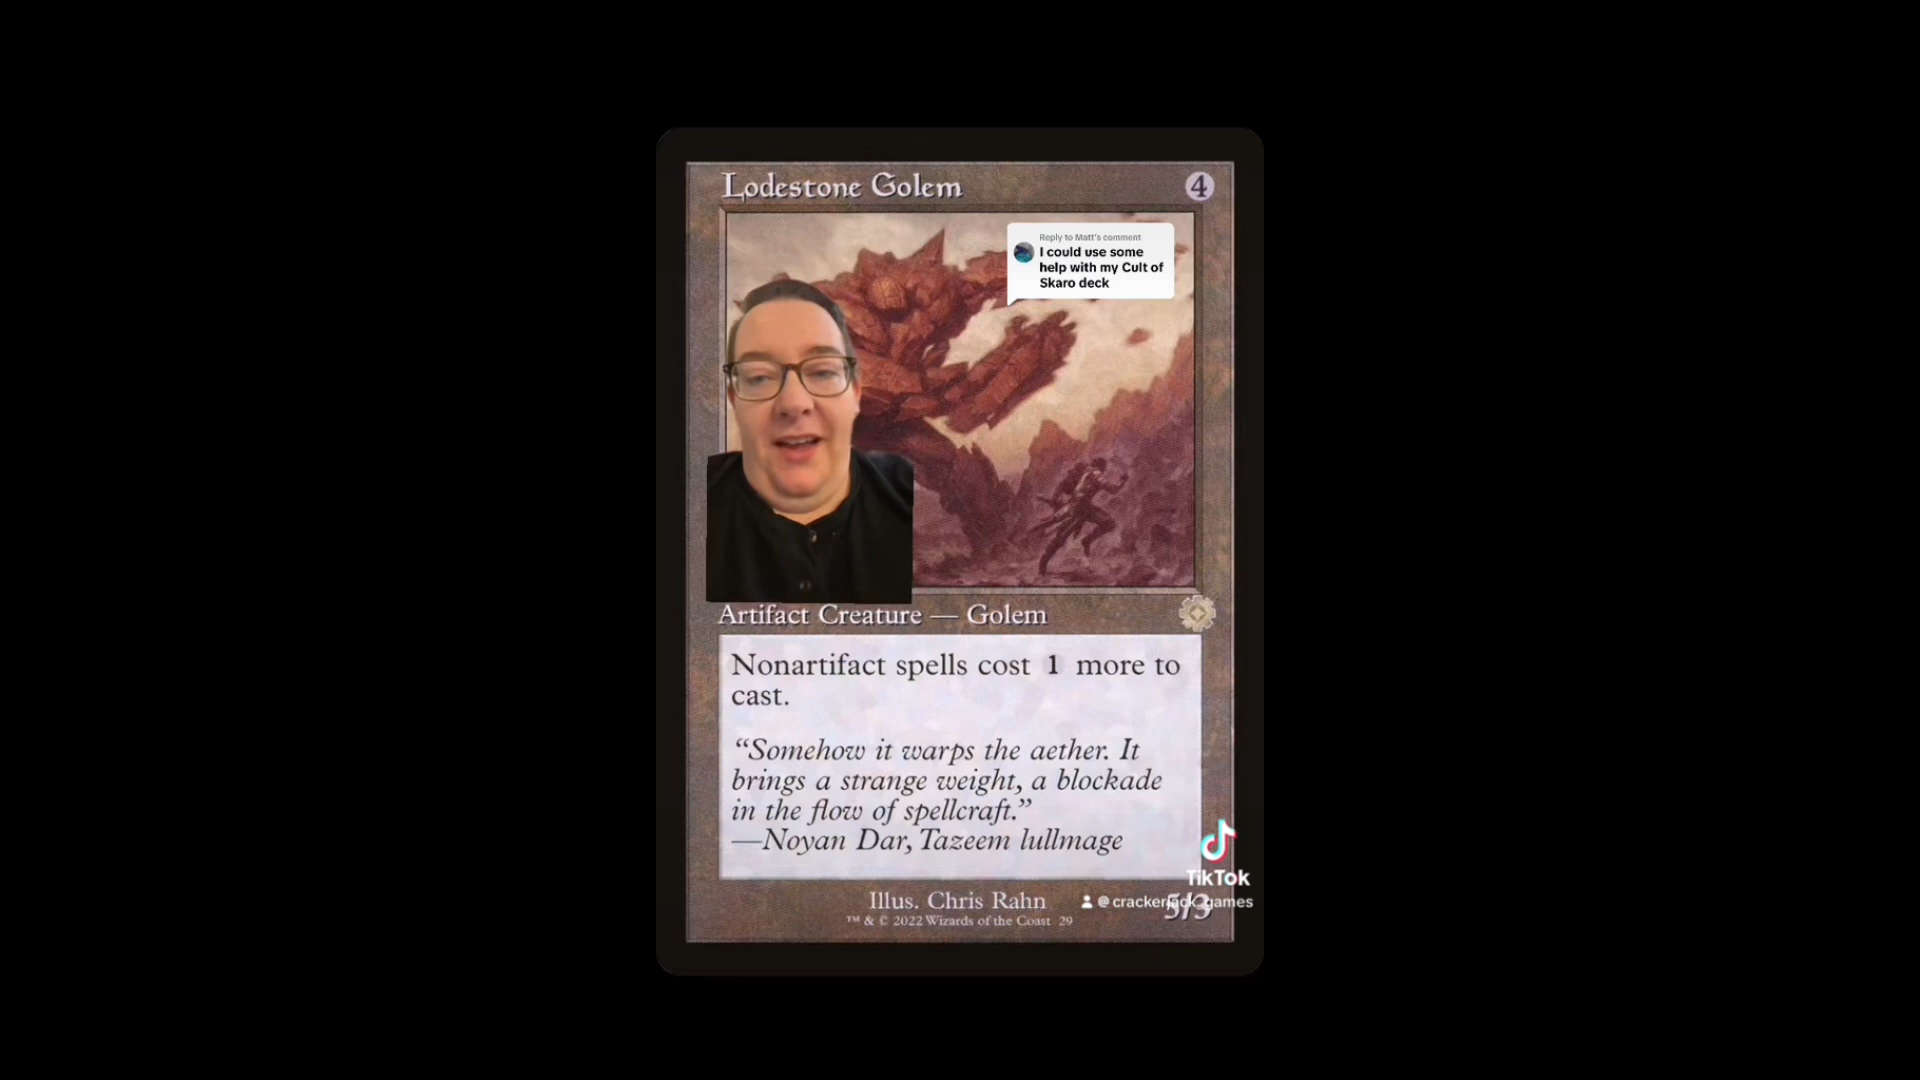 Lodestone Golem
4
Reply to Matt's comment
I could use some
help with my Cult of
Skaro deck
Artifact Creature — Golem
Nonartifact spells cost 1 more to
cast.
“Somehow it warps the aether. It
brings a strange weight, a blockade
in the flow of spellcraft.”
—Noyan Dar, Tazeem lullmage
TikTok
Illus. Chris Rahn
@crackerjack_games
5/3
™ & © 2022 Wizards of the Coast 29